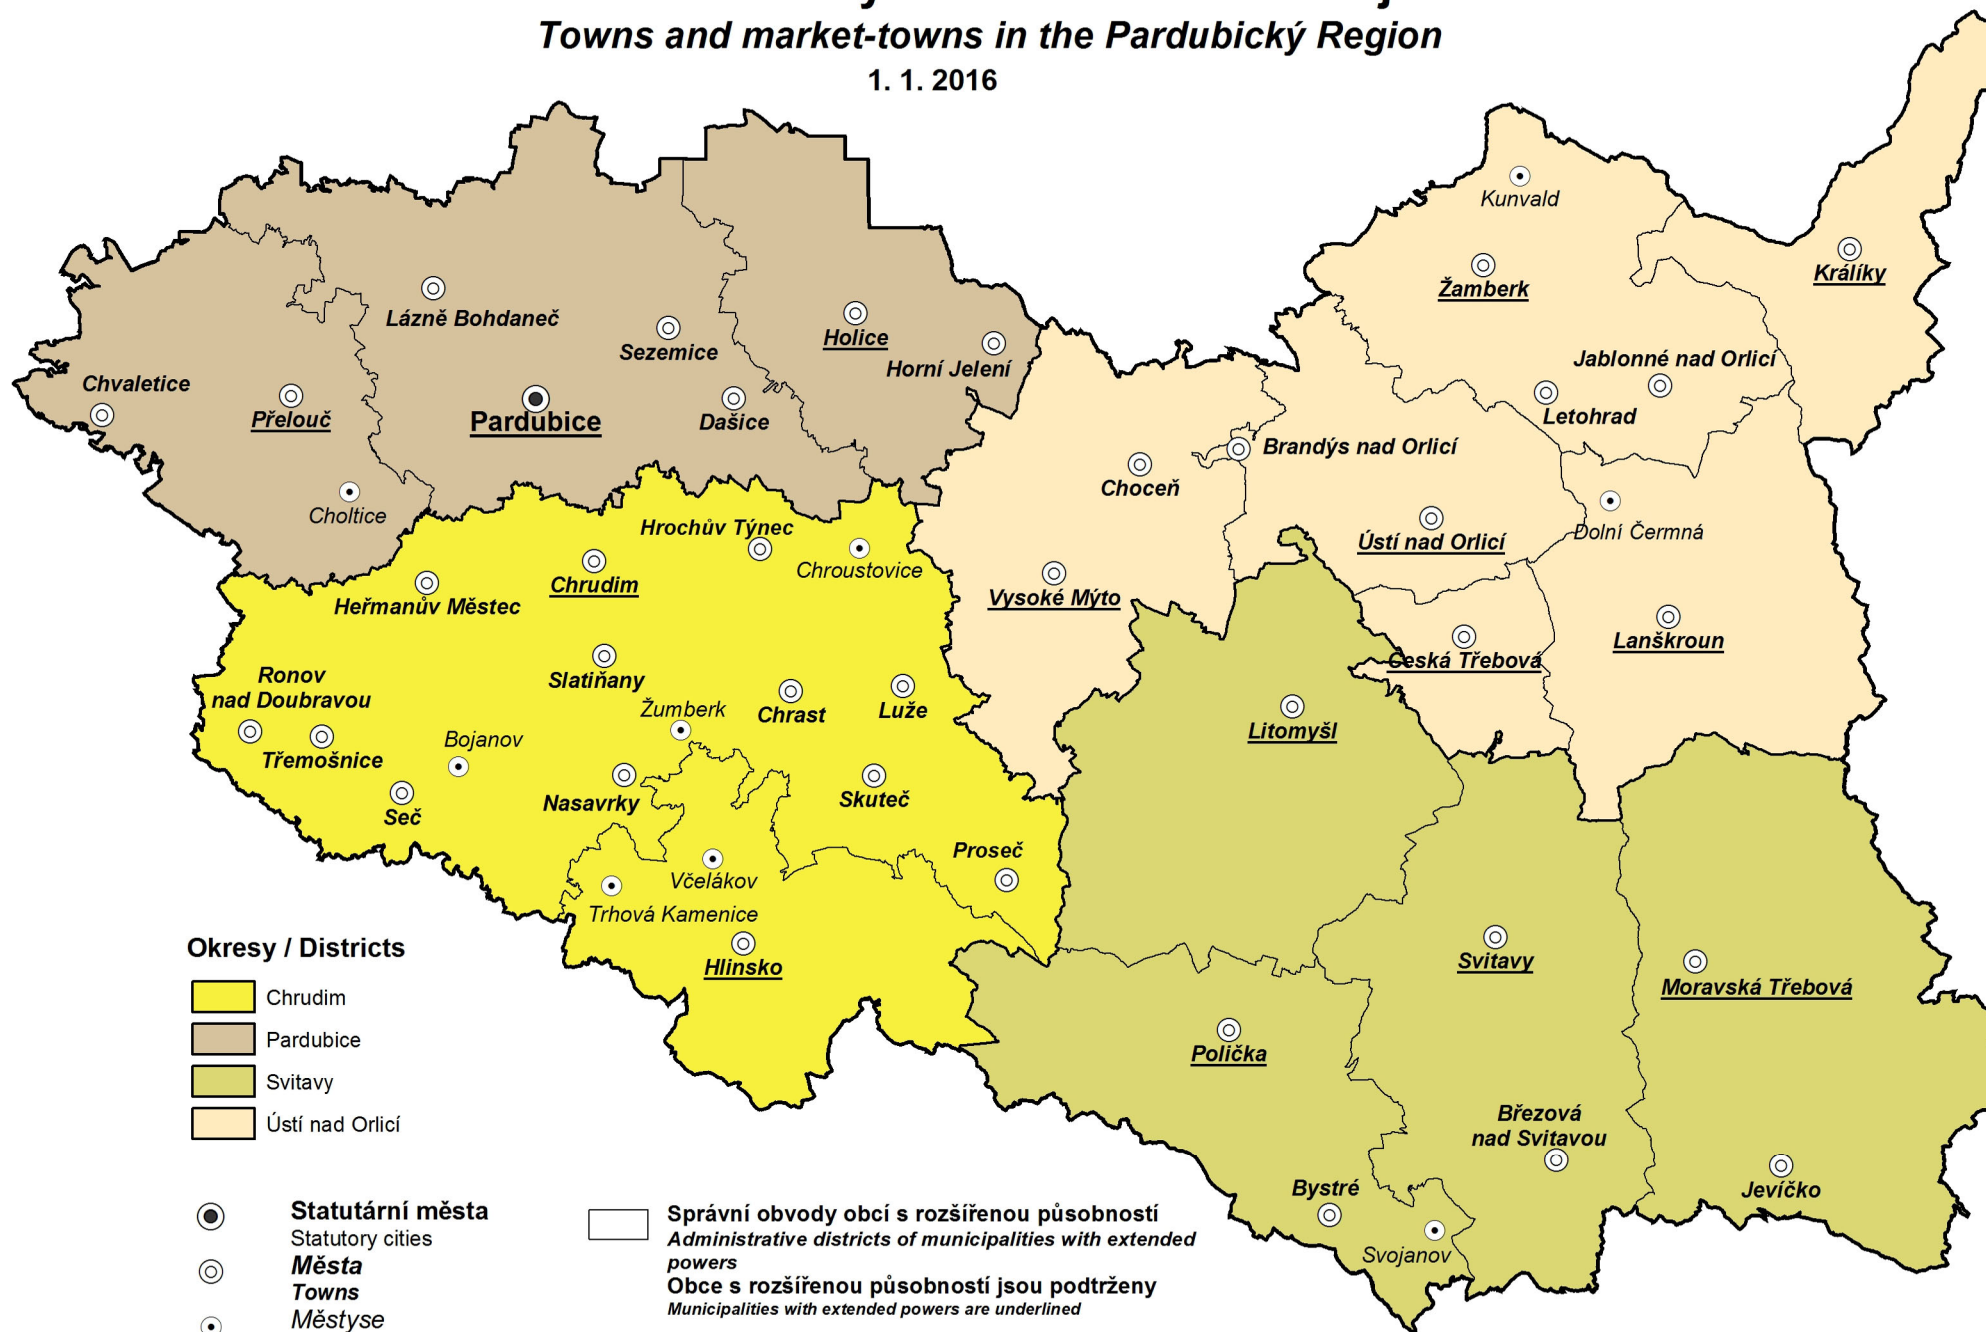 Towns and market-towns in the Pardubický Region
1. 1. 2016
Kunvald
Králíky
Žamberk
Lázně Bohdaneč
Holice
Sezemice
Horní Jelení
Jablonné nad Orlicí
Chvaletice
Letohrad
Přelouč
Pardubice
Dašice
Brandýs nad Orlicí
Choceň
Choltice
Hrochův Týnec
Dolní Čermná
Ústí nad Orlicí
Chroustovice
Chrudim
Heřmanův Městec
Vysoké Mýto
Lanškroun
Česká Třebová
Ronov
nad Doubravou
Slatiňany
Žumberk
Chrast
Luže
Litomyšl
Bojanov
Třemošnice
Nasavrky
Skuteč
Seč
Proseč
Včelákov
Trhová Kamenice
Hlinsko
Svitavy
Moravská Třebová
Polička
Březová
nad Svitavou
Bystré
Jevíčko
Svojanov
Okresy / Districts
Chrudim
Pardubice
Svitavy
Ústí nad Orlicí
Statutární města
Statutory cities
Města
Towns
Městyse
Správní obvody obcí s rozšířenou působností
Administrative districts of municipalities with extended
powers
Obce s rozšířenou působností jsou podtrženy
Municipalities with extended powers are underlined